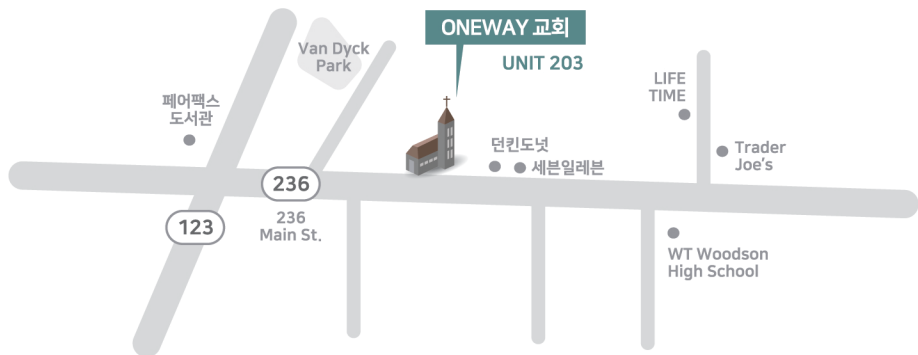 ONEWAY 교회
UNIT 203
Van Dyck
Park
페어팩스
도서관
LIFE
TIME
던킨도넛
세븐일레븐
Trader
Joe's
236
236
Main St.
123
WT Woodson
High School